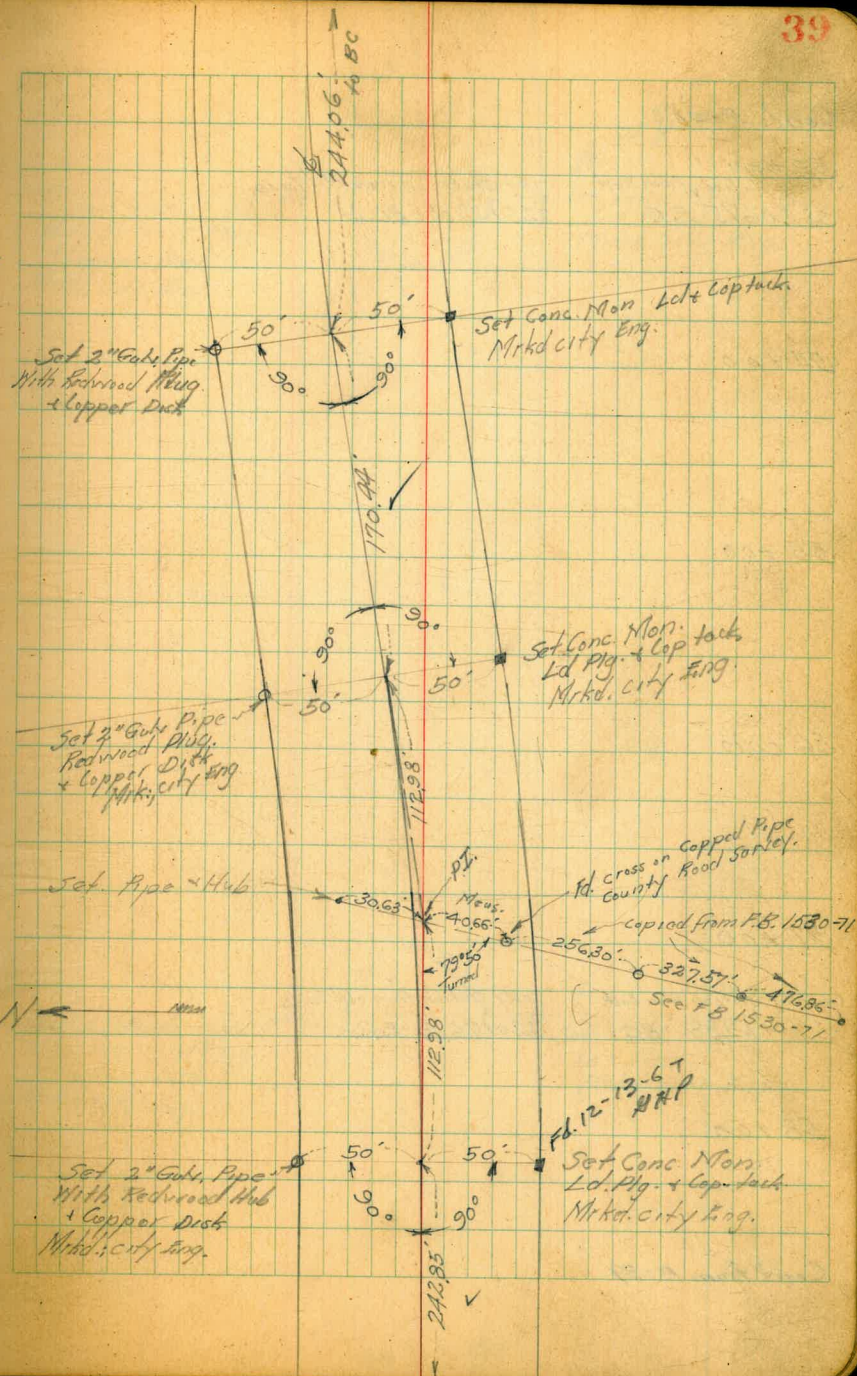 39
to BC
244.06'
50'
50'
Set Conc. Mon Ld & Cop tack.
Mrkd city Eng.
Set 2" Galv. Pipe
With Redwood Plug
& Copper Disk
90°
90°
170.44'
90°
90°
Set Conc. Mon.
Ld Plg. & Cop tack
Mrkd. city Eng.
50'
50'
Set 2" Galv. Pipe
Redwood Plug.
& Copper Disk
Mrk; city Eng
112.98'
P.I.
Fd. cross on Copped Pipe
County Road Survey.
Set. Pipe & Hub
30.63'
Meas.
40.66'
copied from F.B. 1530-71
256.30'
327.57'
476.86'
79°50'
Turned
See FB 1530-71
N
112.98'
Fd. 12-13-67
50'
50'
Set 2" Galv. Pipe
With Redwood Hub
& Copper Disk
Mrkd.; city Eng.
Set Conc Mon.
Ld. Plg. & Cop-tack
Mrkd. city Eng.
90°
90°
242.85'